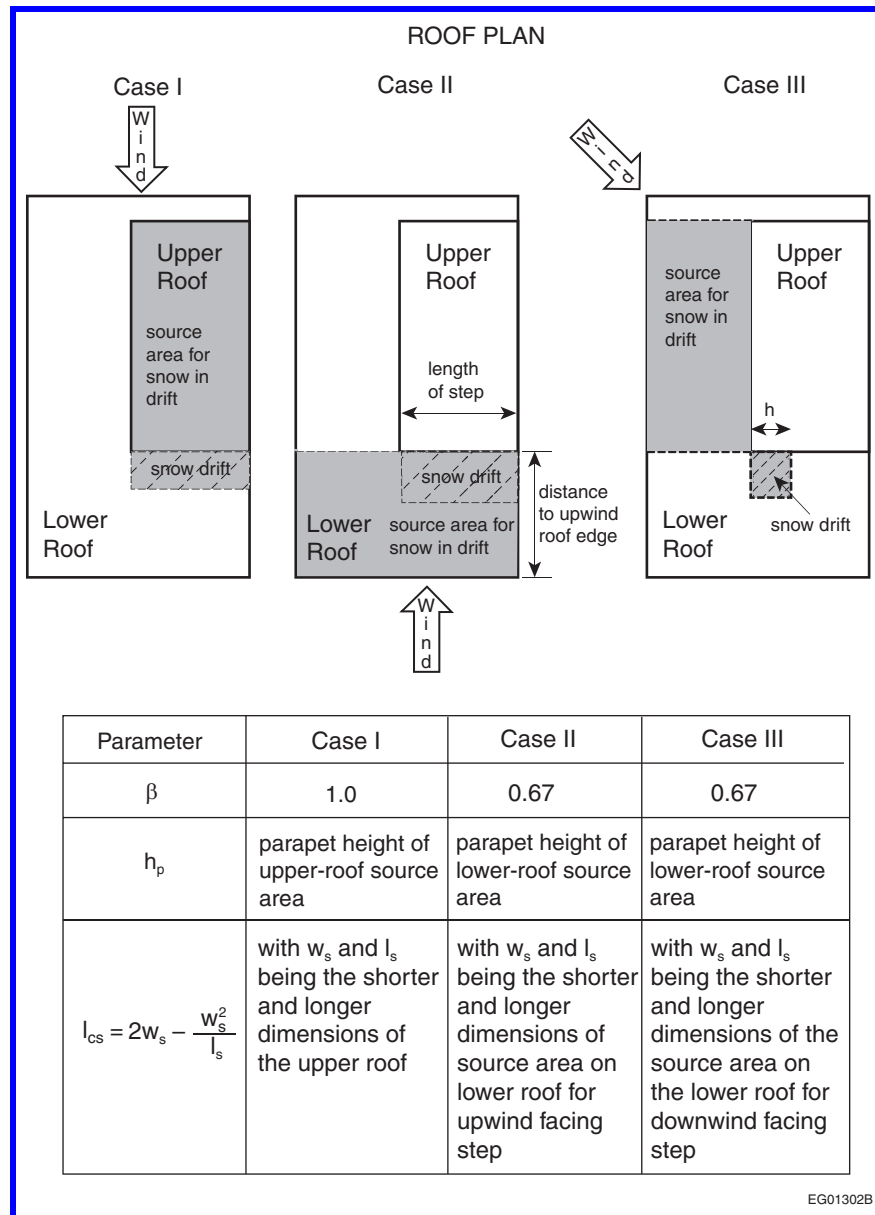 ROOF PLAN
Case I
Case II
Case III
Wind
Wind
Upper
Roof
source
area for
snow in
drift
snow drift
Lower
Roof
Upper
Roof
length
of step
snow drift
Lower
Roof
source area for
snow in drift
distance
to upwind
roof edge
Wind
Upper
Roof
source
area for
snow in
drift
h
Lower
Roof
snow drift
Parameter
Case I
Case II
Case III
β
1.0
0.67
0.67
hₚ
parapet height of
upper-roof source
area
parapet height of
lower-roof source
area
parapet height of
lower-roof source
area
l_cs = 2w_s − w_s²/l_s
with w_s and l_s
being the shorter
and longer
dimensions of
the upper roof
with w_s and l_s
being the shorter
and longer
dimensions of
source area on
lower roof for
upwind facing
step
with w_s and l_s
being the shorter
and longer
dimensions of the
source area on
the lower roof for
downwind facing
step
EG01302B